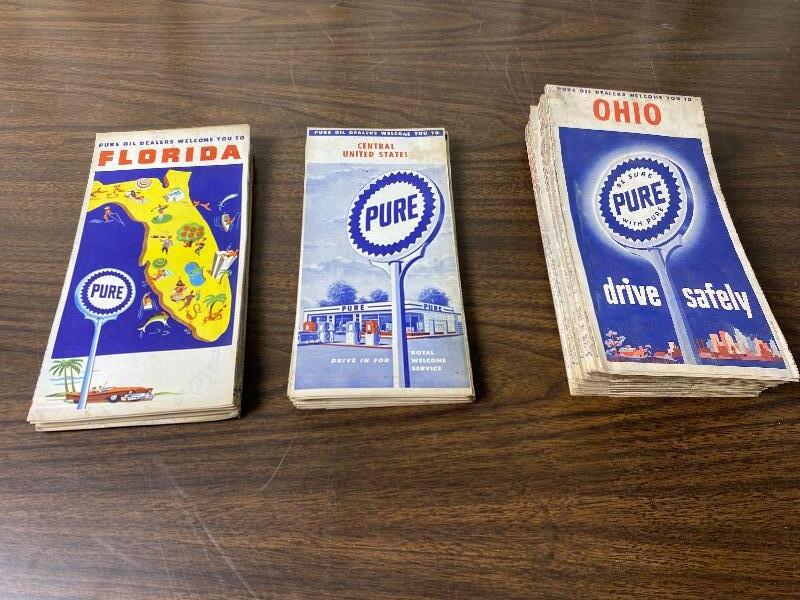 PURE OIL DEALERS WELCOME YOU TO
FLORIDA
PURE
PURE OIL DEALERS WELCOME YOU TO
CENTRAL
UNITED STATES
PURE
PURE
PURE
DRIVE IN FOR
ROYAL
WELCOME
SERVICE
PURE OIL DEALERS WELCOME YOU TO
OHIO
BE SURE
PURE
WITH PURE
drive safely